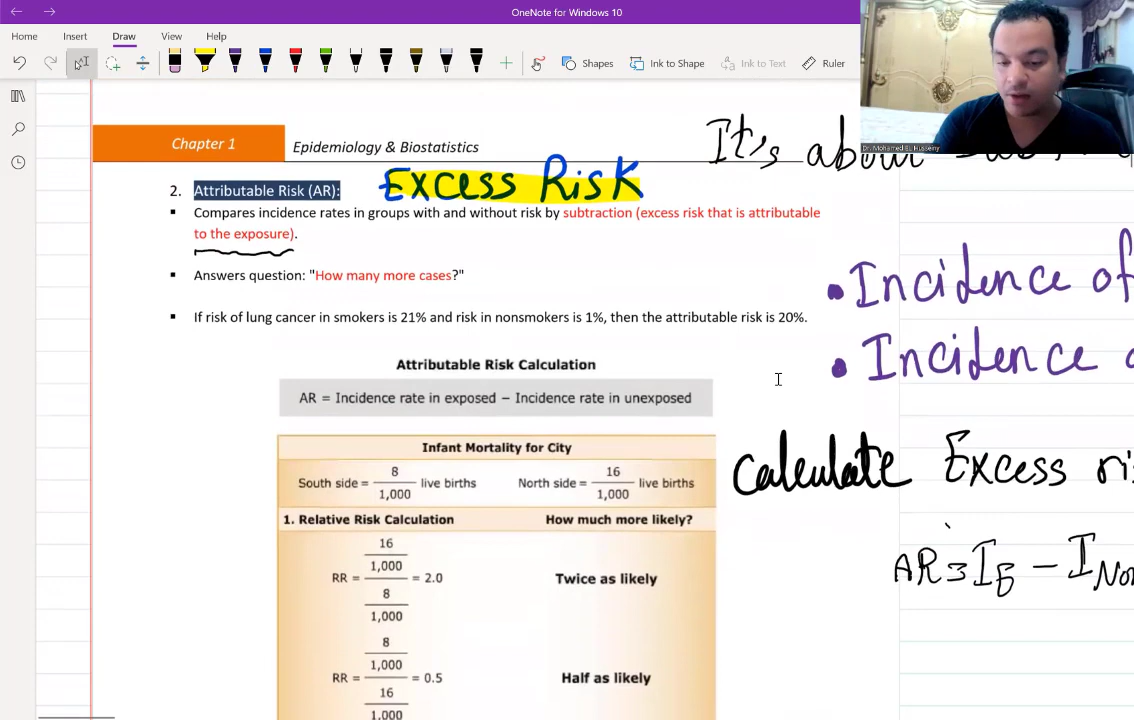 OneNote for Windows 10
Home Insert Draw View Help
Shapes Ink to Shape Ink to Text Ruler
Dr. Mohamed EL Husseiny
Chapter 1 Epidemiology & Biostatistics
It's about
2. Attributable Risk (AR): Excess Risk
▪ Compares incidence rates in groups with and without risk by subtraction (excess risk that is attributable
to the exposure).
▪ Answers question: "How many more cases?"
▪ If risk of lung cancer in smokers is 21% and risk in nonsmokers is 1%, then the attributable risk is 20%.
• Incidence of
• Incidence
Attributable Risk Calculation
AR = Incidence rate in exposed − Incidence rate in unexposed
Infant Mortality for City
South side = 8/1,000 live births North side = 16/1,000 live births
1. Relative Risk Calculation How much more likely?
RR = 16/1,000 / 8/1,000 = 2.0 Twice as likely
RR = 8/1,000 / 16/1,000 = 0.5 Half as likely
Calculate Excess ris
AR = IE − INon